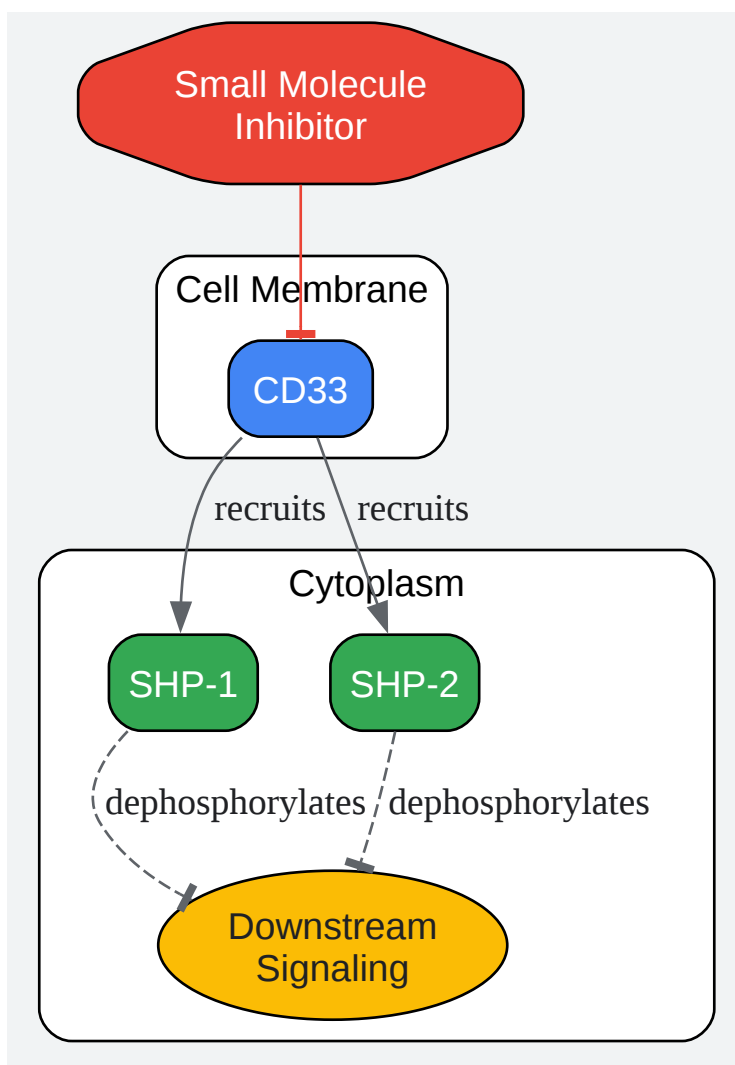 Small Molecule
Inhibitor
Cell Membrane
CD33
recruits recruits
Cytoplasm
SHP-1 SHP-2
dephosphorylates dephosphorylates
Downstream
Signaling